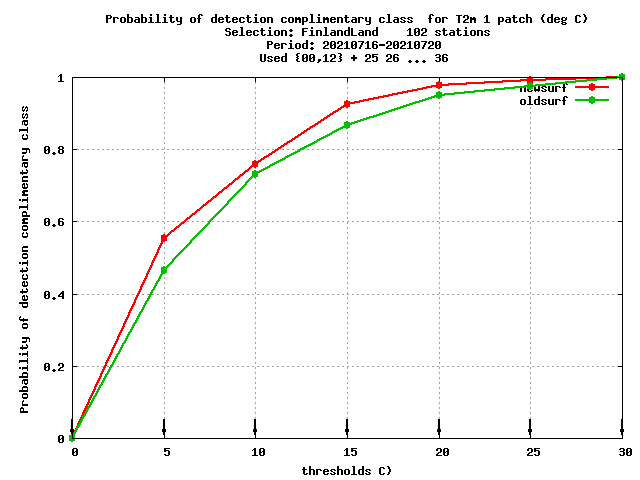 Probability of detection complimentary class  for T2m 1 patch (deg C)
Selection: FinlandLand    102 stations
Period: 20210716-20210720
Used {00,12} + 25 26 ... 36
Probability of detection complimentary class
1
0.8
0.6
0.4
0.2
0
newsurf
oldsurf
0 5 10 15 20 25 30
thresholds C)